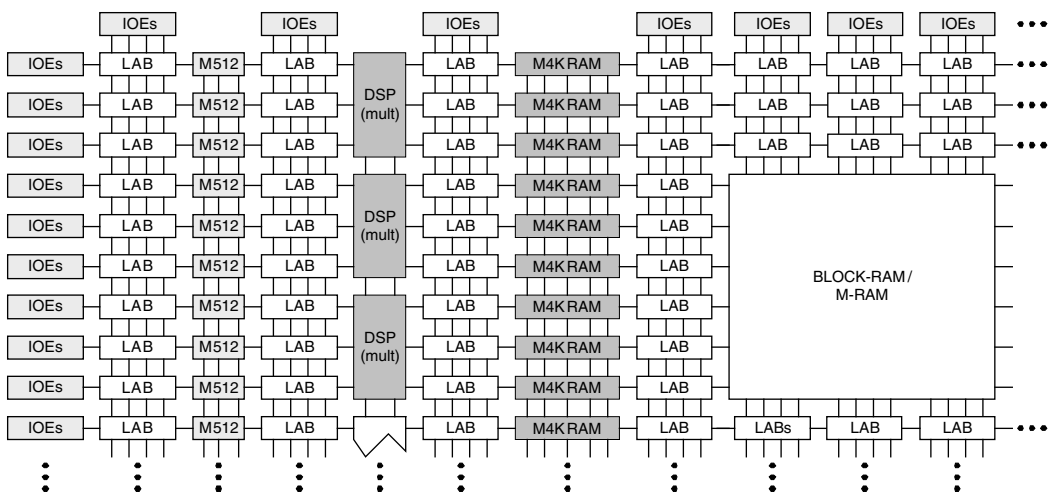 IOEs IOEs IOEs IOEs IOEs IOEs IOEs
IOEs LAB M512 LAB LAB M4K RAM LAB LAB LAB LAB
DSP
(mult)
IOEs LAB M512 LAB LAB M4K RAM LAB LAB LAB LAB
IOEs LAB M512 LAB LAB M4K RAM LAB LAB LAB LAB
IOEs LAB M512 LAB LAB M4K RAM LAB
DSP
(mult)
IOEs LAB M512 LAB LAB M4K RAM LAB
IOEs LAB M512 LAB LAB M4K RAM LAB
BLOCK-RAM/
M-RAM
IOEs LAB M512 LAB LAB M4K RAM LAB
DSP
(mult)
IOEs LAB M512 LAB LAB M4K RAM LAB
IOEs LAB M512 LAB LAB M4K RAM LAB
IOEs LAB M512 LAB LAB M4K RAM LAB LABs LAB LAB